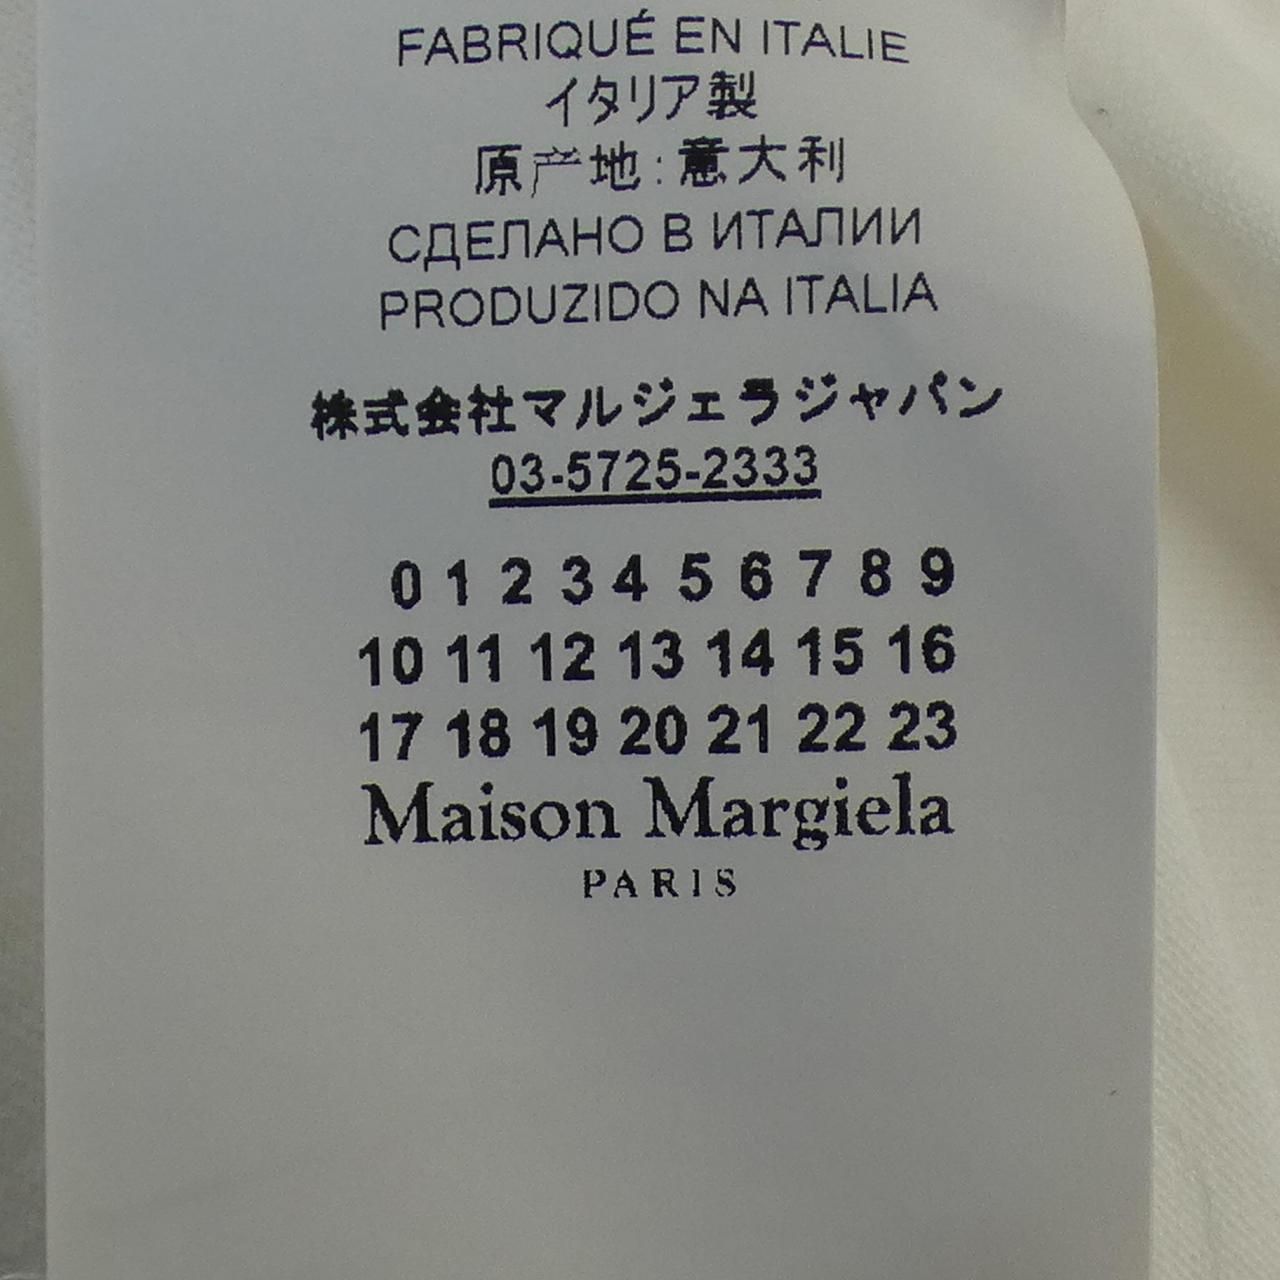 FABRIQUÉ EN ITALIE
イタリア製
原产地:意大利
СДЕЛАНО В ИТАЛИИ
PRODUZIDO NA ITALIA
株式会社マルジェラジャパン
03-5725-2333
0 1 2 3 4 5 6 7 8 9
10 11 12 13 14 15 16
17 18 19 20 21 22 23
Maison Margiela
PARIS